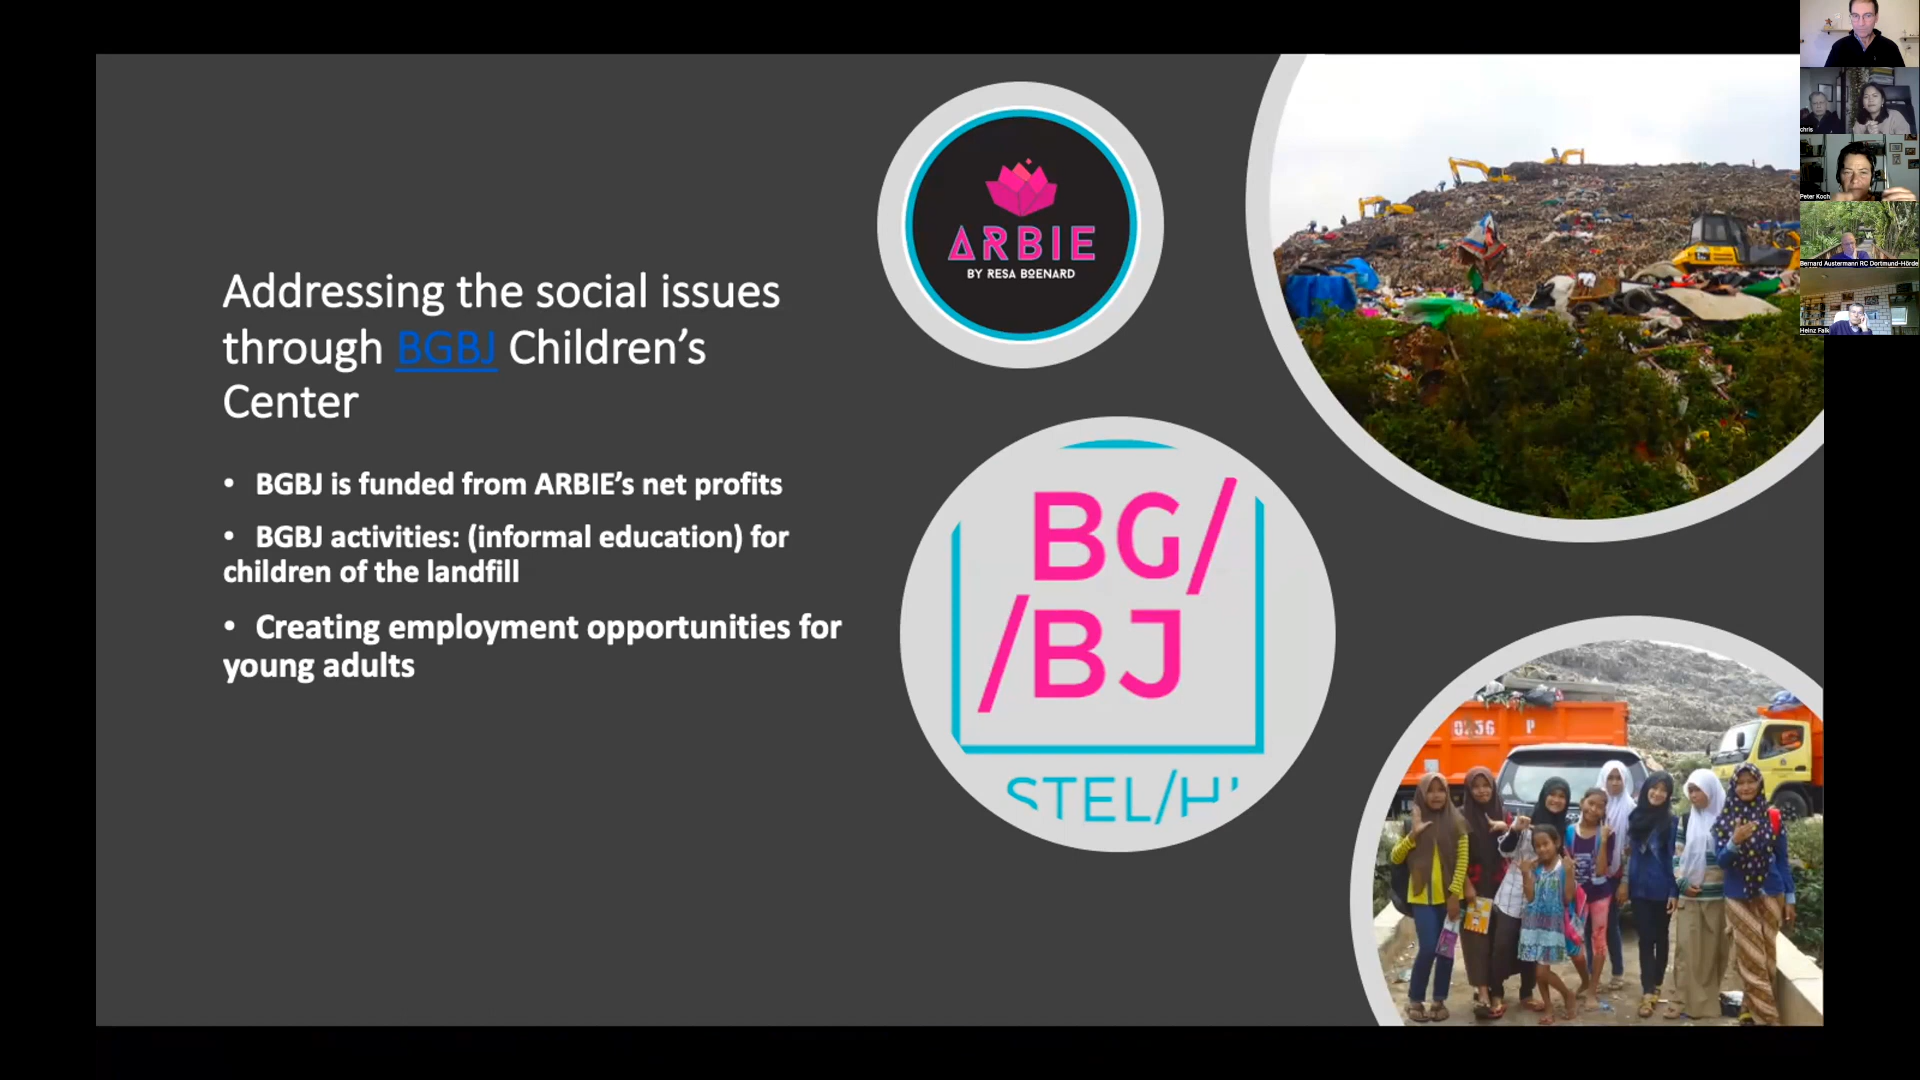 Addressing the social issues
through BGBJ Children’s
Center
• BGBJ is funded from ARBIE’s net profits
• BGBJ activities: (informal education) for
children of the landfill
• Creating employment opportunities for
young adults
ARBIE
BY RESA BOENARD
BG/
/BJ
STEL/H
0256 P
chris
Peter Koch
Bernard Austermann RC Dortmund-Hörde
Heinz Falk